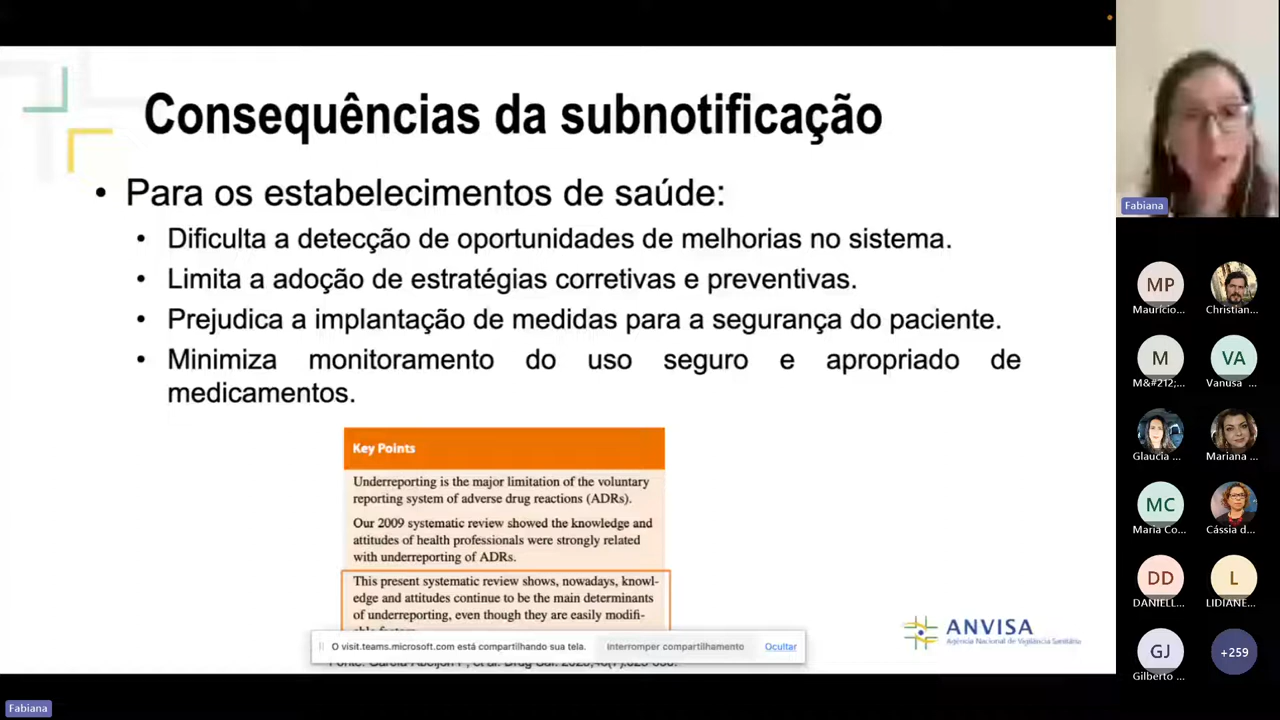 Consequências da subnotificação
• Para os estabelecimentos de saúde:
• Dificulta a detecção de oportunidades de melhorias no sistema.
• Limita a adoção de estratégias corretivas e preventivas.
• Prejudica a implantação de medidas para a segurança do paciente.
• Minimiza monitoramento do uso seguro e apropriado de
medicamentos.
Key Points
Underreporting is the major limitation of the voluntary
reporting system of adverse drug reactions (ADRs).
Our 2009 systematic review showed the knowledge and
attitudes of health professionals were strongly related
with underreporting of ADRs.
This present systematic review shows, nowadays, knowl-
edge and attitudes continue to be the main determinants
of underreporting, even though they are easily modifi-
O visit.teams.microsoft.com está compartilhando sua tela.
Interromper compartilhamento
Ocultar
ANVISA
Agência Nacional de Vigilância Sanitária
Fabiana
MP
Maurício...
Christian...
M
M&#212;...
VA
Vanusa ...
Glaucia ...
Mariana ...
MC
Maria Co...
Cássia d...
DD
DANIELL...
L
LIDIANE...
GJ
Gilberto ...
+259
Fabiana